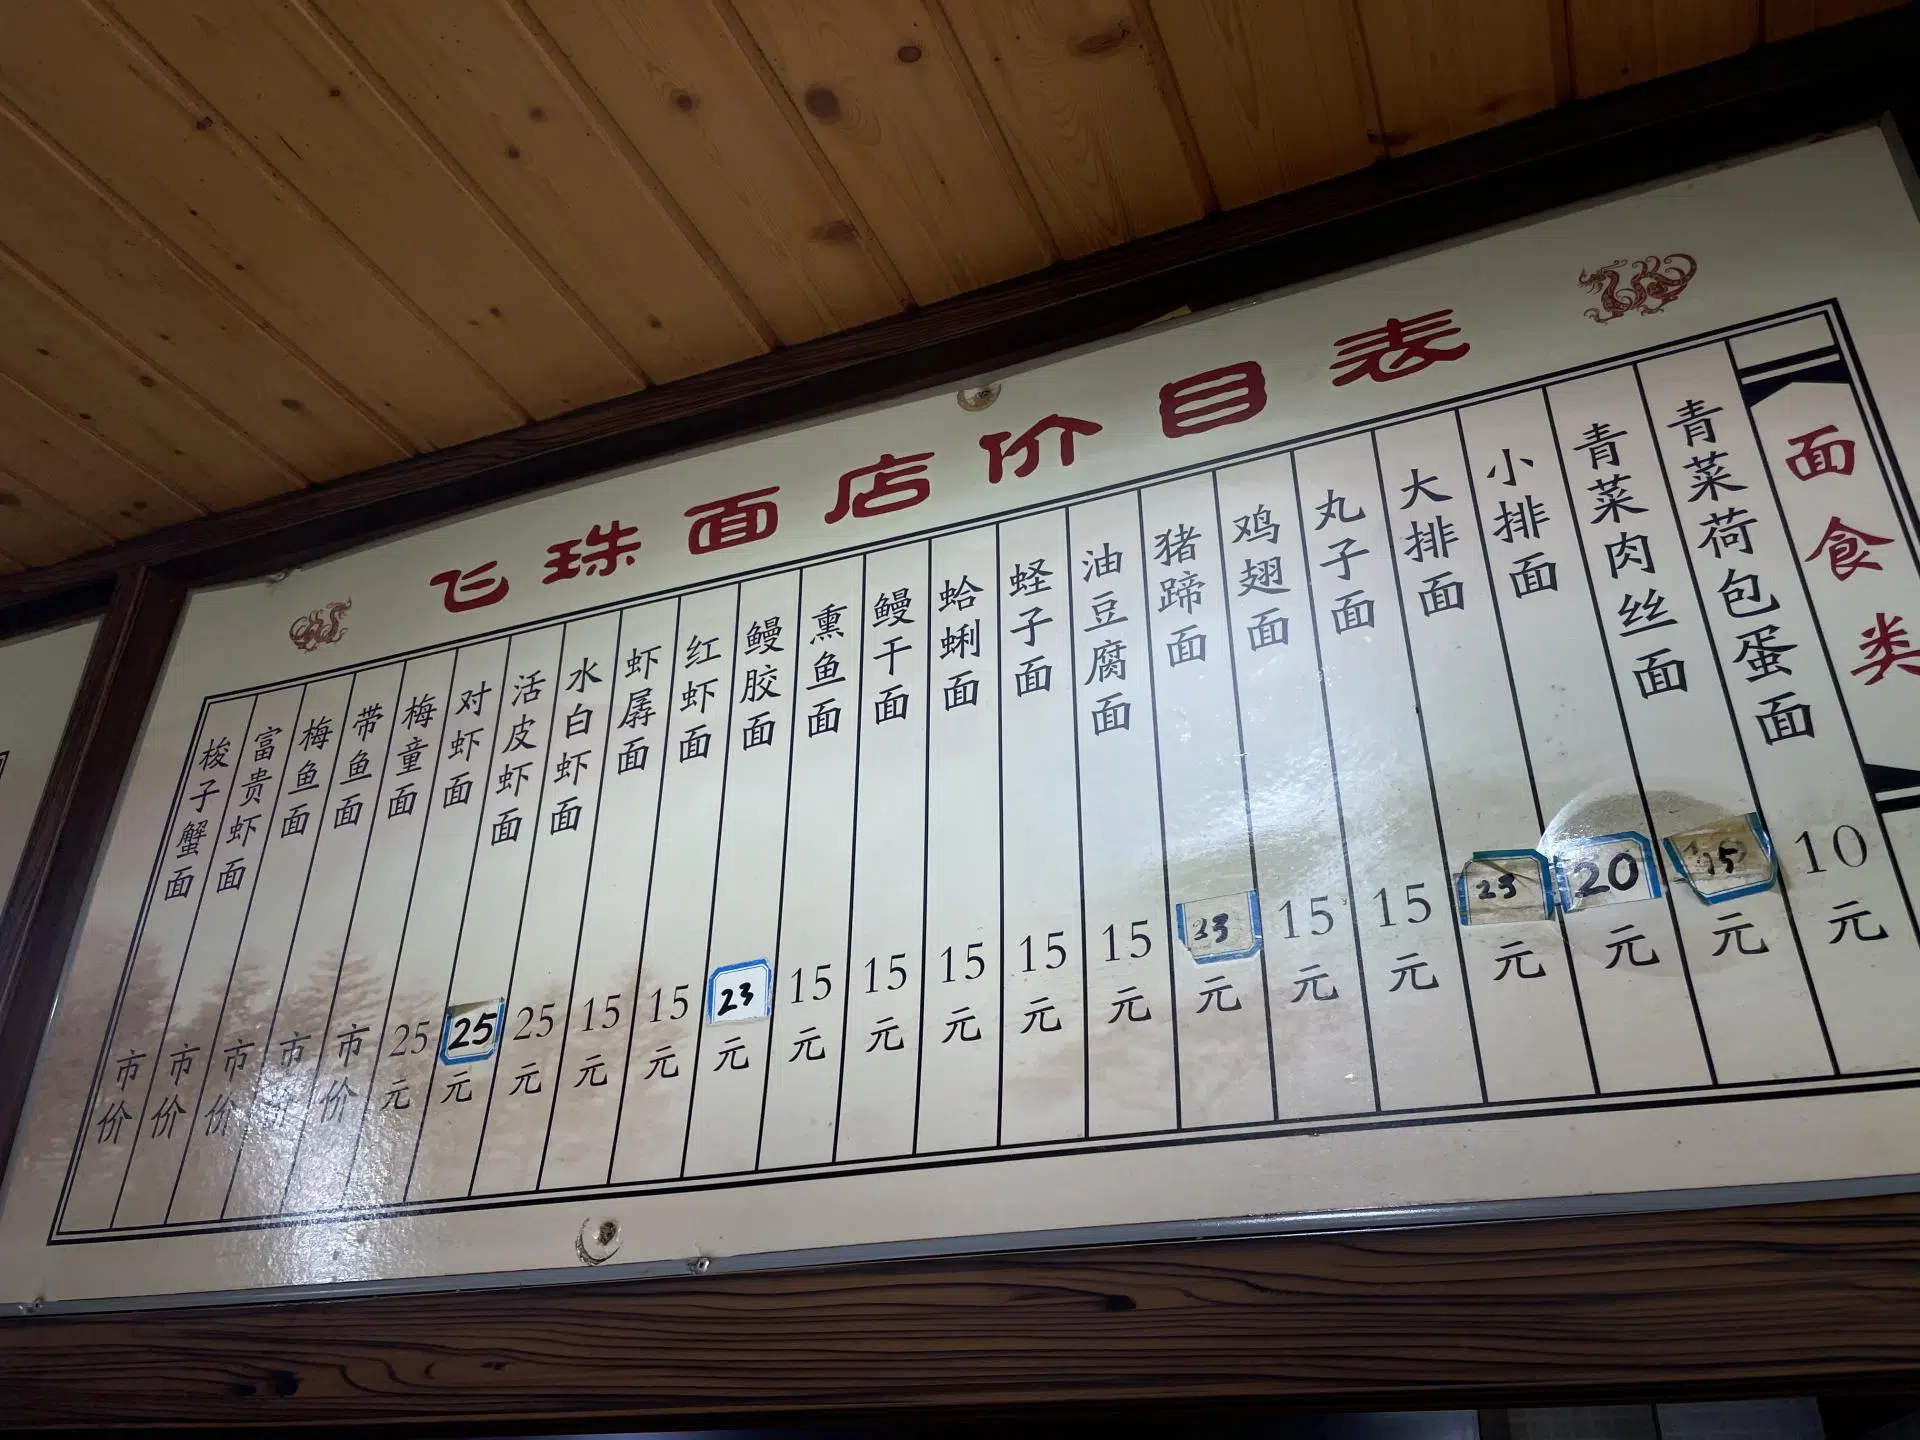 飞珠面店价目表
面食类
青菜荷包蛋面 10元
青菜肉丝面 15元
小排面 20元
大排面 23元
丸子面 15元
鸡翅面 15元
猪蹄面 23元
油豆腐面 15元
蛏子面 15元
蛤蜊面 15元
鳗干面 15元
熏鱼面 15元
鳗胶面 23元
红虾面 15元
虾孱面 15元
水白虾面 25元
活皮虾面 25元
对虾面 25元
梅童面 市价
带鱼面 市价
梅鱼面 市价
富贵虾面 市价
梭子蟹面 市价